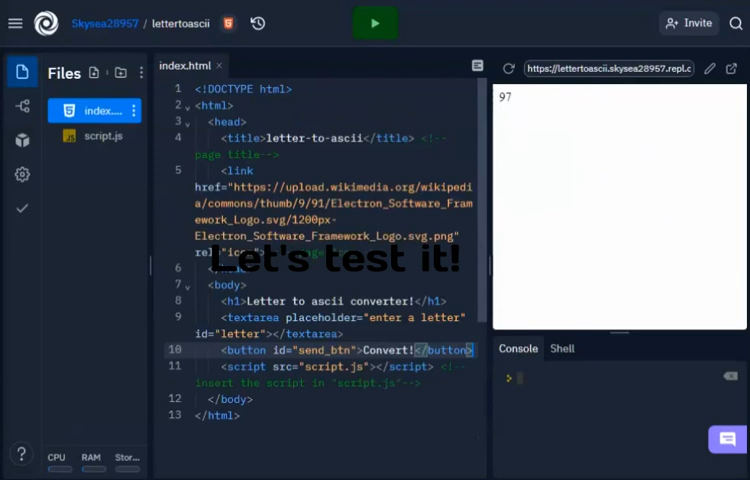 Skysea28957 / lettertoascii
Invite
Files
index....
script.js
index.html
1 <!DOCTYPE html>
2 <html>
3 <head>
4 <title>letter-to-ascii</title> <!--
page title-->
5 <link
href="https://upload.wikimedia.org/wikipedi
a/commons/thumb/9/91/Electron_Software_Fram
ework_Logo.svg/1200px-
Electron_Software_Framework_Logo.svg.png"
Let's test it!
6
7 <body>
8 <h1>Letter to ascii converter!</h1>
9 <textarea placeholder="enter a letter"
id="letter"></textarea>
10 <button id="send_btn">Convert!</button>
11 <script src="script.js"></script> <!--
insert the script in "script.js"-->
12 </body>
13 </html>
https://lettertoascii.skysea28957.repl.c
97
Console Shell
CPU RAM Stor...